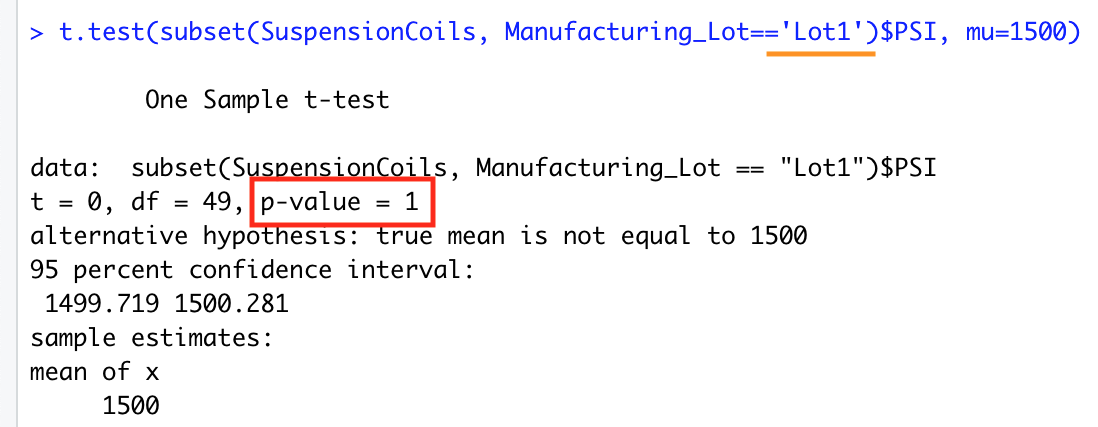 > t.test(subset(SuspensionCoils, Manufacturing_Lot=='Lot1')$PSI, mu=1500)
One Sample t-test
data:  subset(SuspensionCoils, Manufacturing_Lot == "Lot1")$PSI
t = 0, df = 49, p-value = 1
alternative hypothesis: true mean is not equal to 1500
95 percent confidence interval:
1499.719 1500.281
sample estimates:
mean of x
1500